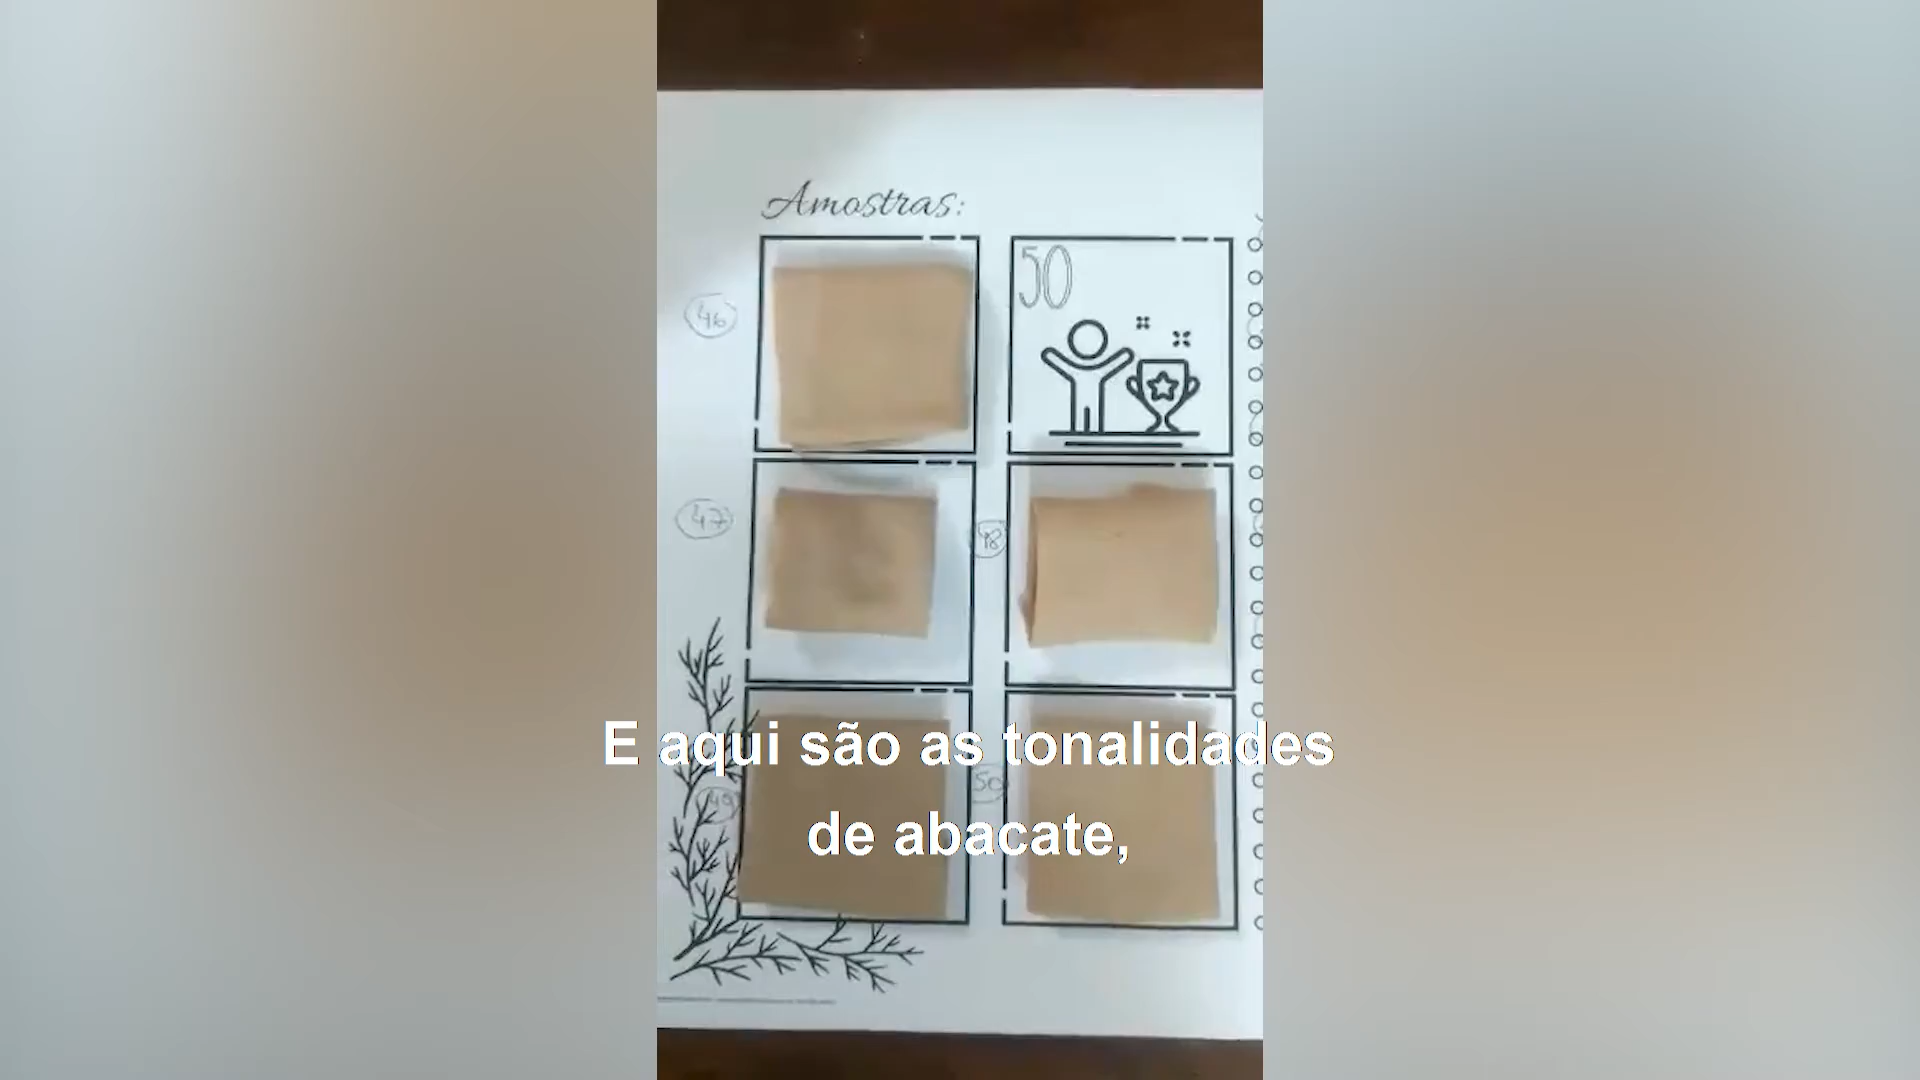 Amostras:
46
50
47
48
E aqui são as tonalidades
de abacate,
49
50